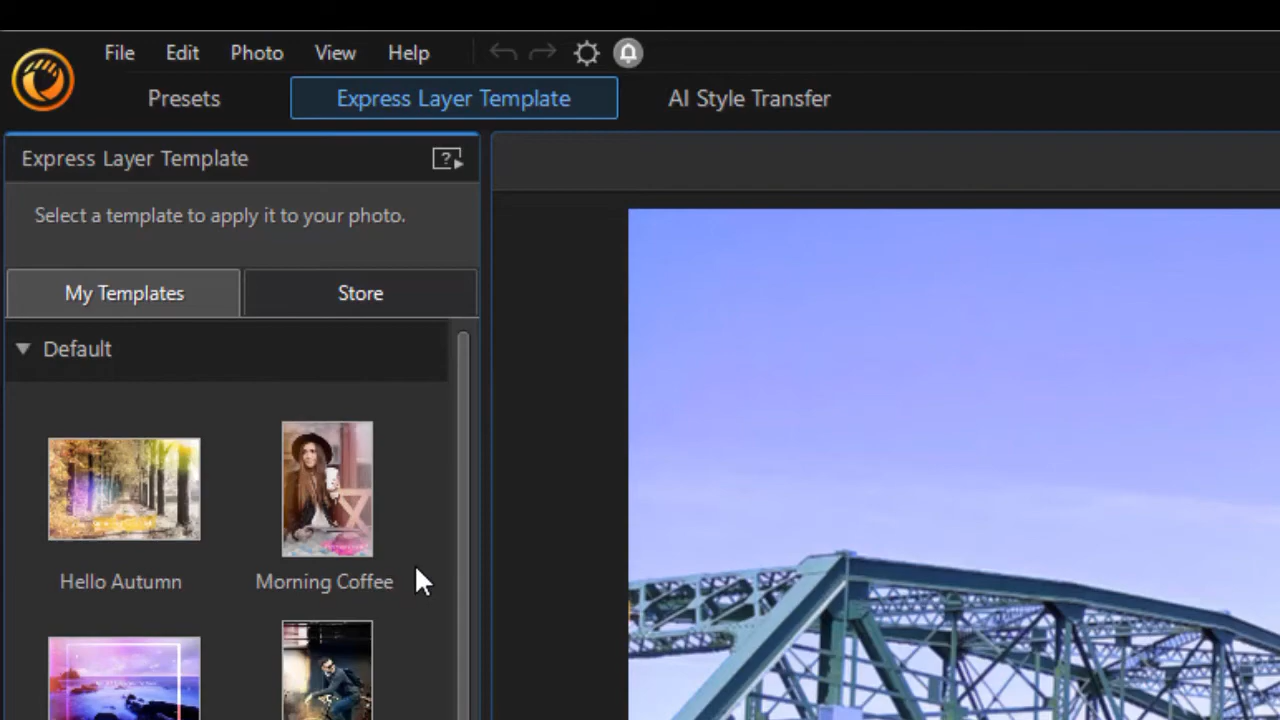 File Edit Photo View Help
Presets Express Layer Template AI Style Transfer
Express Layer Template
Select a template to apply it to your photo.
My Templates Store
Default
Hello Autumn Morning Coffee